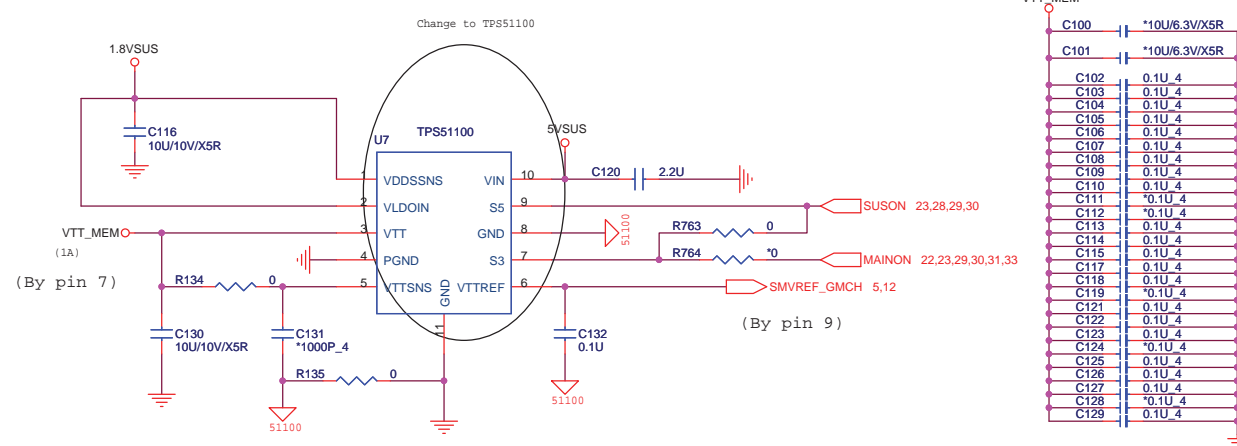 Change to TPS51100
1.8VSUS
C116
10U/10V/X5R
U7
TPS51100
5VSUS
1 VDDSSNS
2 VLDOIN
3 VTT
4 PGND
5 VTTSNS
GND 11
VIN 10
S5 9
GND 8
S3 7
VTTREF 6
C120 2.2U
51100
SUSON 23,28,29,30
R763 0
R764 *0
MAINON 22,23,29,30,31,33
SMVREF_GMCH 5,12
(By pin 9)
C132
0.1U
51100
VTT_MEM
(1A)
(By pin 7)
R134 0
C130
10U/10V/X5R
C131
*1000P_4
R135 0
51100
VTT_MEM
C100 *10U/6.3V/X5R
C101 *10U/6.3V/X5R
C102 0.1U_4
C103 0.1U_4
C104 0.1U_4
C105 0.1U_4
C106 0.1U_4
C107 0.1U_4
C108 0.1U_4
C109 0.1U_4
C110 0.1U_4
C111 *0.1U_4
C112 *0.1U_4
C113 0.1U_4
C114 0.1U_4
C115 0.1U_4
C117 0.1U_4
C118 0.1U_4
C119 *0.1U_4
C121 0.1U_4
C122 0.1U_4
C123 0.1U_4
C124 *0.1U_4
C125 0.1U_4
C126 0.1U_4
C127 0.1U_4
C128 *0.1U_4
C129 0.1U_4